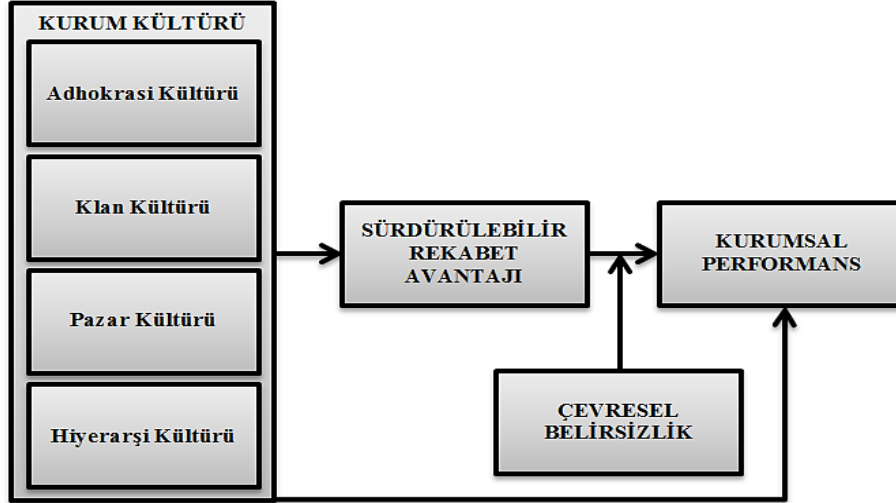 KURUM KÜLTÜRÜ
Adhokrasi Kültürü
Klan Kültürü
Pazar Kültürü
Hiyerarşi Kültürü
SÜRDÜRÜLEBİLİR
REKABET
AVANTAJI
KURUMSAL
PERFORMANS
ÇEVRESEL
BELİRSİZLİK